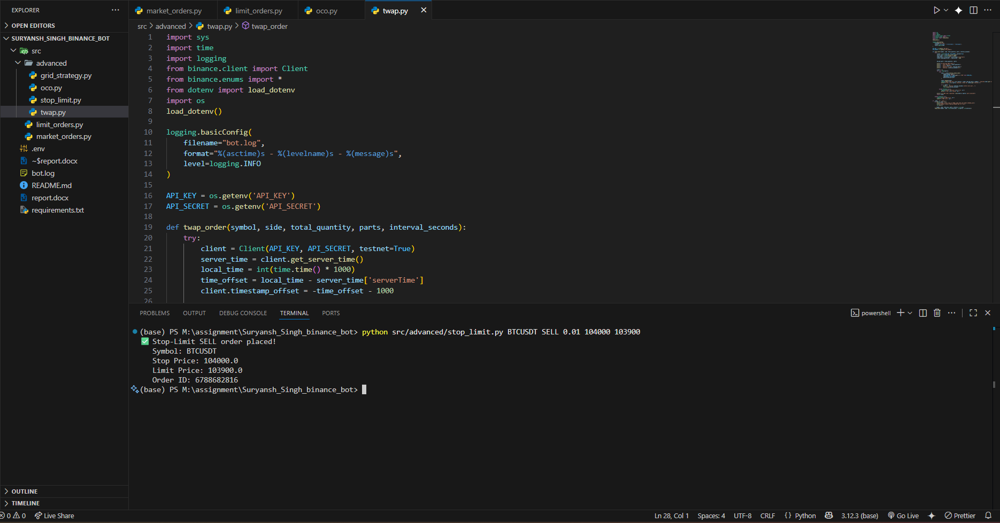 EXPLORER
OPEN EDITORS
SURYANSH_SINGH_BINANCE_BOT
src
advanced
grid_strategy.py
oco.py
stop_limit.py
twap.py
limit_orders.py
market_orders.py
.env
~$report.docx
bot.log
README.md
report.docx
requirements.txt
OUTLINE
TIMELINE
market_orders.py limit_orders.py oco.py twap.py
src > advanced > twap.py > twap_order
1 import sys
2 import time
3 import logging
4 from binance.client import Client
5 from binance.enums import *
6 from dotenv import load_dotenv
7 import os
8 load_dotenv()
9
10 logging.basicConfig(
11     filename="bot.log",
12     format="%(asctime)s - %(levelname)s - %(message)s",
13     level=logging.INFO
14 )
15
16 API_KEY = os.getenv('API_KEY')
17 API_SECRET = os.getenv('API_SECRET')
18
19 def twap_order(symbol, side, total_quantity, parts, interval_seconds):
20     try:
21         client = Client(API_KEY, API_SECRET, testnet=True)
22         server_time = client.get_server_time()
23         local_time = int(time.time() * 1000)
24         time_offset = local_time - server_time['serverTime']
25         client.timestamp_offset = -time_offset - 1000
26
PROBLEMS OUTPUT DEBUG CONSOLE TERMINAL PORTS powershell
(base) PS M:\assignment\Suryansh_Singh_binance_bot> python src/advanced/stop_limit.py BTCUSDT SELL 0.01 104000 103900
✅ Stop-Limit SELL order placed!
Symbol: BTCUSDT
Stop Price: 104000.0
Limit Price: 103900.0
Order ID: 6788682816
(base) PS M:\assignment\Suryansh_Singh_binance_bot>
0 0 Live Share Ln 28, Col 1 Spaces: 4 UTF-8 CRLF {} Python 3.12.3 (base) Go Live Prettier